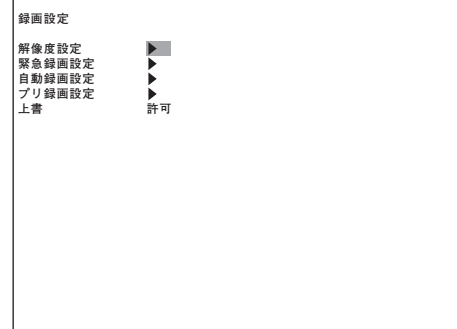 録画設定
解像度設定 ▶
緊急録画設定 ▶
自動録画設定 ▶
プリ録画設定 ▶
上書 許可